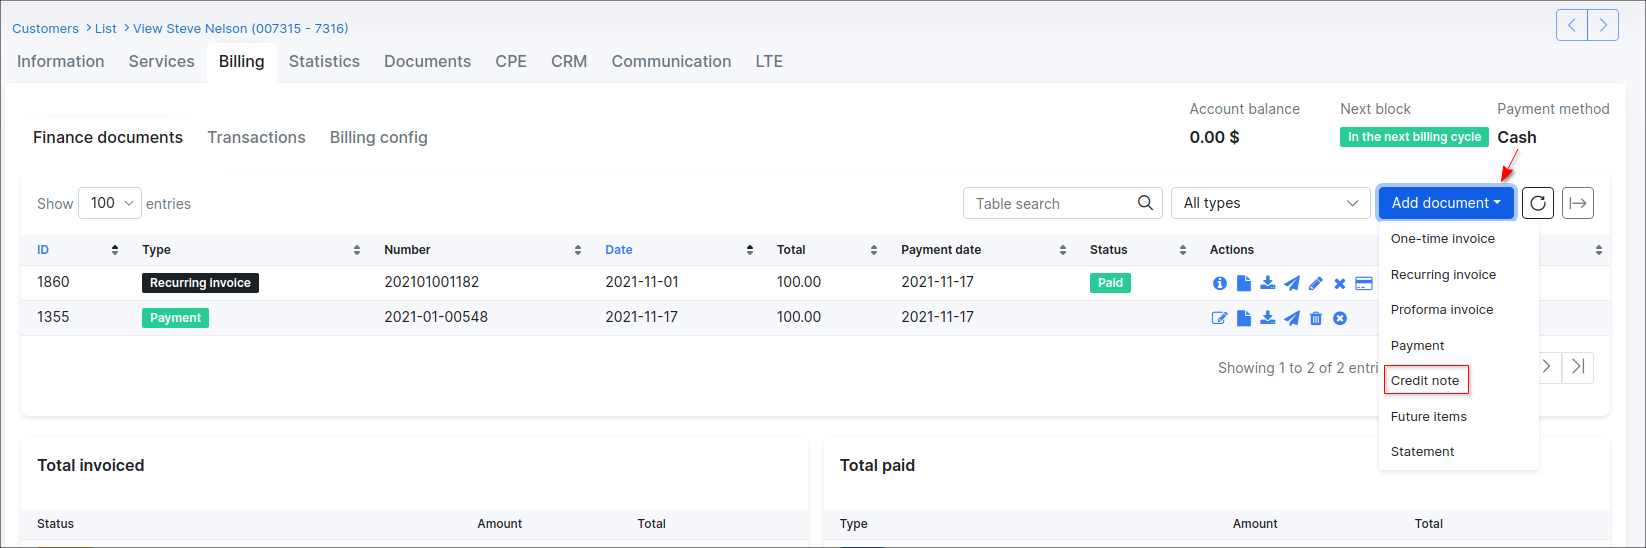 Customers > List > View Steve Nelson (007315 - 7316)
Information Services Billing Statistics Documents CPE CRM Communication LTE
Account balance Next block Payment method
0.00 $ In the next billing cycle Cash
Finance documents Transactions Billing config
Show 100 entries Table search All types Add document
ID Type Number Date Total Payment date Status Actions
1860 Recurring invoice 202101001182 2021-11-01 100.00 2021-11-17 Paid
1355 Payment 2021-01-00548 2021-11-17 100.00 2021-11-17
Showing 1 to 2 of 2 entri
One-time invoice
Recurring invoice
Proforma invoice
Payment
Credit note
Future items
Statement
Total invoiced Total paid
Status Amount Total Type Amount Total